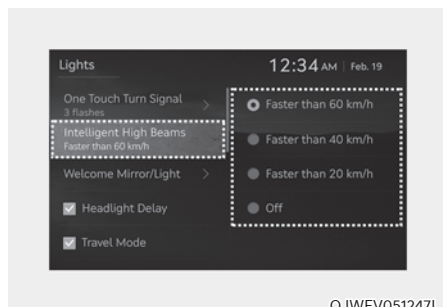 Lights
12:34 AM | Feb. 19
One Touch Turn Signal
3 flashes
Intelligent High Beams
Faster than 60 km/h
Welcome Mirror/Light
Headlight Delay
Travel Mode
Faster than 60 km/h
Faster than 40 km/h
Faster than 20 km/h
Off
OJWEV051247L